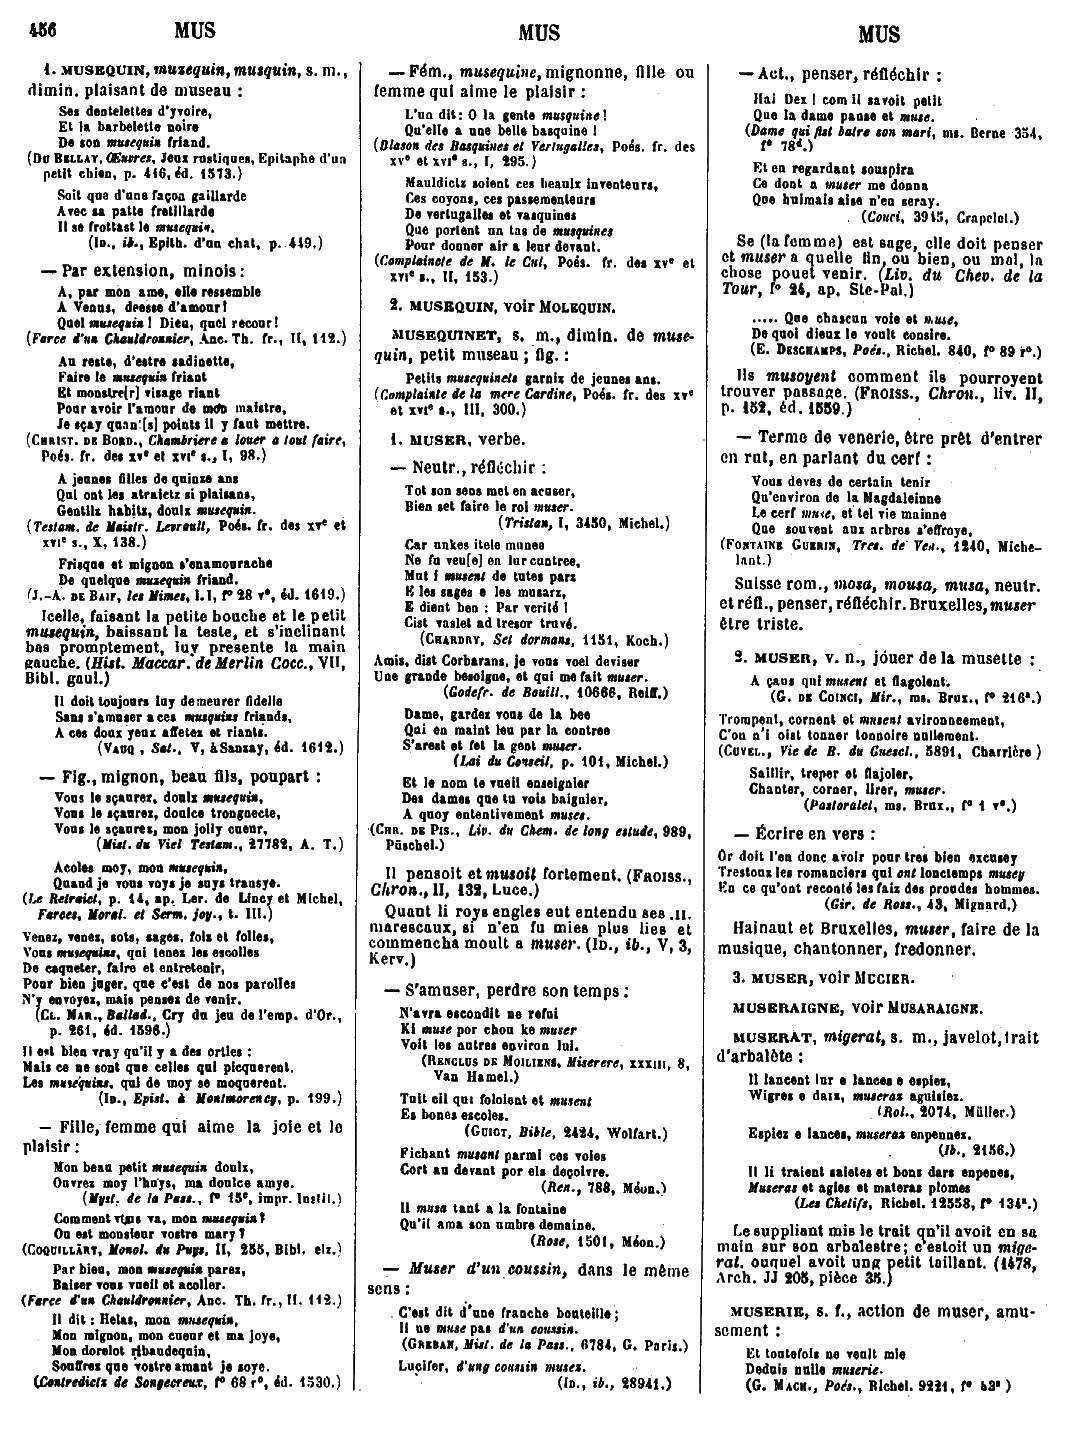 456 MUS MUS MUS
1. MUSEQUIN, muzequin, musquin, s. m.,
dimin. plaisant de museau :
Ses dentelettes d'yvoire,
Et la barbelette noire
De son musequin friand.
(DU BELLAY, Œuvres, Jeux rustiques, Epitaphe d'un
petit chien, p. 416, éd. 1573.)
Soit que d'une façon gaillarde
Avec sa patte fretillarde
Il se frottast le musequin.
(ID., ib., Epith. d'un chat, p. 449.)
— Par extension, minois :
A, par mon ame, elle ressemble
A Venus, deesse d'amour !
Quel musequin ! Dieu, quel recour !
(Farce d'un Chauldronnier, Anc. Th. fr., II, 112.)
Au reste, d'estre sadinette,
Faire le musequin friant
Et monstre[r] visage riant
Pour avoir l'amour de mon maistre,
Je sçay quan![s] points il y faut mettre.
(CHRIST. DE BORD., Chambriere a louer a tout faire,
Poés. fr. des xvᵉ et xviᵉ s., I, 98.)
A jeunes filles de quinze ans
Qui ont les atraictz si plaisans,
Gentilz habitz, doulx musequin.
(Testam. de Maistr. Levrault, Poés. fr. des xvᵉ et
xviᵉ s., X, 138.)
Frisque et mignon s'enamourache
De quelque musequin friand.
(J.-A. DE BAIF, les Mimes, l. I, fº 28 vº, éd. 1619.)
Icelle, faisant la petite bouche et le petit
musequin, baissant la teste, et s'inclinant
bas promptement, luy presente la main
gauche. (Hist. Maccar. de Merlin Cocc., VII,
Bibl. gaul.)
Il doit toujours luy demeurer fidelle
Sans s'amuser a ces musquins friands,
A ces doux yeux affetez et riants.
(VAUQ., Sat., V, à Sanzay, éd. 1612.)
— Fig., mignon, beau fils, poupart :
Vous le sçaurez, doulx musequin,
Vous le sçaurez, doulce trongnecte,
Vous le sçaurez, mon jolly cueur,
(Mist. du Viel Testam., 27782, A. T.)
Acoles moy, mon musequin,
Quand je vous voys je suys transye.
(Le Retraict, p. 14, ap. Ler. de Lincy et Michel,
Farces, Moral. et Serm. joy., t. III.)
Venez, venez, sots, sages, folz et folles,
Vous musequins, qui tenez les escolles
De caqueter, faire et entretenir,
Pour bien juger, que c'est de nos parolles
N'y envoyez, mais pensez de venir.
(CL. MAR., Ballad., Cry du jeu de l'emp. d'Or.,
p. 261, éd. 1596.)
Il est bien vray qu'il y a des orties :
Mais ce ne sont que celles qui picquerent,
Les musequins, qui de moy se moquerent.
(ID., Epist. à Montmorency, p. 199.)
— Fille, femme qui aime la joie et le
plaisir :
Mon beau petit musequin doulx,
Ouvrez moy l'huys, ma doulce amye.
(Myst. de la Pass., fº 15ᶜ, impr. Instit.)
Comment vous va, mon musequin ?
Ou est monsieur vostre mary ?
(COQUILLART, Monol. du Puys, II, 255, Bibl. elz.)
Par bieu, mon musequin parez,
Baiser vous vueil et acoller.
(Farce d'un Chauldronnier, Anc. Th. fr., II, 112.)
Il dit : Helas, mon musequin,
Mon mignon, mon cueur et ma joye,
Mon dorelot ribaudequin,
Souffrez que vostre amant je soye.
(Contredictz de Songecreux, fº 68 rº, éd. 1530.)
— Fém., musequine, mignonne, fille ou
femme qui aime le plaisir :
L'un dit : O la gente musquine !
Qu'elle a une belle basquine !
(Blason des Basquines et Vertugalles, Poés. fr. des
xvᵉ et xviᵉ s., I, 295.)
Mauldictz soient ces beaulx inventeurs,
Ces coyons, ces passementeurs
De vertugalles et vasquines
Que portent un tas de musquines
Pour donner air a leur devant.
(Complaincte de M. le Cul, Poés. fr. des xvᵉ et
xviᵉ s., II, 153.)
2. MUSEQUIN, voir MOLEQUIN.
MUSEQUINET, s. m., dimin. de muse-
quin, petit museau ; fig. :
Petits musequinets garniz de jeunes ans.
(Complainte de la mere Cardine, Poés. fr. des xvᵉ
et xviᵉ s., III, 300.)
1. MUSER, verbe.
— Neutr., réfléchir :
Tot son sens met en acuser,
Bien set faire le roi muser.
(Tristan, I, 3450, Michel.)
Car unkes itele munee
Ne fu veu[e] en lur cuntree,
Mut i musent de tutes parz
E les sages e les musarz,
E dient ben : Par verité !
Cist vaslet ad tresor truvé.
(CHARDRY, Set dormans, 1151, Koch.)
Amis, dist Corbarans, je vous voel deviser
Une grande besoigne, et qui me fait muser.
(Godefr. de Bouill., 10666, Reiff.)
Dame, gardez vous de la bee
Qui en maint leu par la contree
S'arest et fet la gent muser.
(Lai du Conseil, p. 101, Michel.)
Et le nom te vueil enseignier
Des dames que tu vois baignier,
A quoy ententivement muses.
(CHR. DE PIS., Liv. du Chem. de long estude, 989,
Püschel.)
Il pensoit et musoit fortement. (FROISS.,
Chron., II, 132, Luce.)
Quant li roys engles eut entendu ses .II.
marescaux, si n'en fu mies plus lies et
commencha moult a muser. (ID., ib., V, 3,
Kerv.)
— S'amuser, perdre son temps :
N'avra escondit ne refui
Ki muse por chou ke muser
Voit les autres environ lui.
(RENCLUS DE MOILIENS, Miserere, xxxiii, 8,
Van Hamel.)
Tuit cil qui foloient et musent
Es bones escoles.
(GUIOT, Bible, 2424, Wolfart.)
Fichant musant parmi ces voies
Cort au devant por els deçoivre.
(Ren., 788, Méon.)
Il musa tant a la fontaine
Qu'il ama son umbre demaine.
(Rose, 1501, Méon.)
— Muser d'un coussin, dans le même
sens :
C'est dit d'une franche bouteille ;
Il ne muse pas d'un coussin.
(GREBAN, Mist. de la Pass., 6784, G. Paris.)
Lucifer, d'ung coussin musez.
(ID., ib., 28941.)
— Act., penser, réfléchir :
Hai Dex ! com il savoit petit
Que la dame panse et muse.
(Dame qui fist batre son mari, ms. Berne 354,
fº 78ᵈ.)
Et en regardant souspira
Ce dont a muser me donna
Que huimais aise n'en seray.
(Couci, 3945, Crapelet.)
Se (la femme) est sage, elle doit penser
et muser a quelle fin, ou bien, ou mal, la
chose pouet venir. (Liv. du Chev. de la
Tour, fº 24, ap. Ste-Pal.)
..... Que chascun voie et muse,
De quoi dieux le voult consire.
(E. DESCHAMPS, Poés., Richel. 840, fº 89 rº.)
Ils musoyent comment ils pourroyent
trouver passage. (FROISS., Chron., liv. II,
p. 152, éd. 1559.)
— Terme de venerie, être prêt d'entrer
en rut, en parlant du cerf :
Vous devez de certain tenir
Qu'environ de la Magdaleinne
Le cerf muse, et tel vie mainne
Que souvent aux arbres s'effroye,
(FONTAINE GUERIN, Tres. de Ven., 1240, Miche-
lant.)
Suisse rom., mosa, mousa, musa, neutr.
et réfl., penser, réfléchir. Bruxelles, muser
être triste.
2. MUSER, v. n., jouer de la musette :
A çaus qui musent et flagolent.
(G. DE COINCI, Mir., ms. Brux., fº 216ᵃ.)
Trompent, cornent et musent avironneement,
C'on n'i oist tonner tonnoire nullement.
(CUVEL., Vie de B. du Guescl., 5891, Charrière)
Saillir, treper et flajoler,
Chanter, corner, lirer, muser.
(Pastoralet, ms. Brux., fº 1 vº.)
— Écrire en vers :
Or doit l'en donc avoir pour tres bien excusey
Trestoux les romanciers qui ont lonctemps musey
En ce qu'ont reconté les faiz des proudes hommes.
(Gir. de Ross., 43, Mignard.)
Hainaut et Bruxelles, muser, faire de la
musique, chantonner, fredonner.
3. MUSER, voir MUCIER.
MUSERAIGNE, voir MUSARAIGNE.
MUSERAT, migerat, s. m., javelot, trait
d'arbalète :
Il lancent lur e lances e espiez,
Wigres e darz, museras aguisiez.
(Rol., 2074, Müller.)
Espiez e lances, museraz enpennez.
(Ib., 2156.)
Il li traient saietes et bons dars enpenes,
Museras et agies et materas plomes
(Les Chetifs, Richel. 12558, fº 134ᵃ.)
Le suppliant mis le trait qu'il avoit en sa
main sur son arbalestre ; c'estoit un mige-
rat, ouquel avoit ung petit taillant. (1478,
Arch. JJ 205, pièce 35.)
MUSERIE, s. f., action de muser, amu-
sement :
Et toutefois ne veult mie
Deduis nulle muserie.
(G. MACH., Poés., Richel. 9221, fº 53ᵃ)